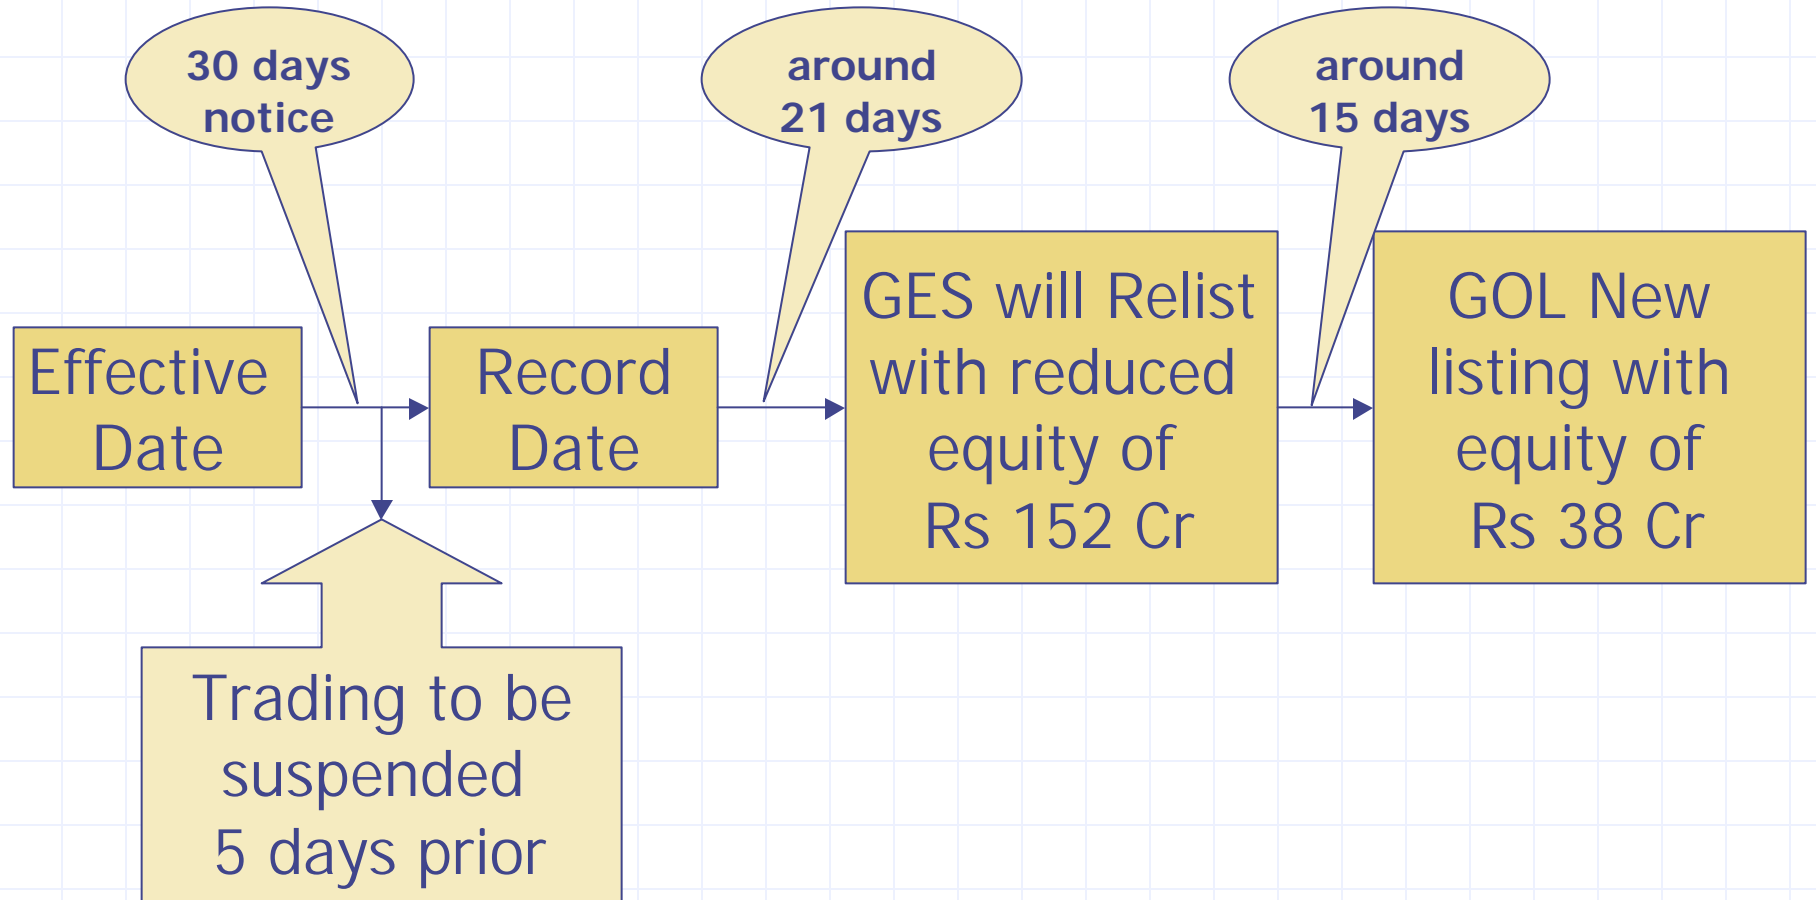 30 days
notice
around
21 days
around
15 days
Effective
Date
Record
Date
GES will Relist
with reduced
equity of
Rs 152 Cr
GOL New
listing with
equity of
Rs 38 Cr
Trading to be
suspended
5 days prior